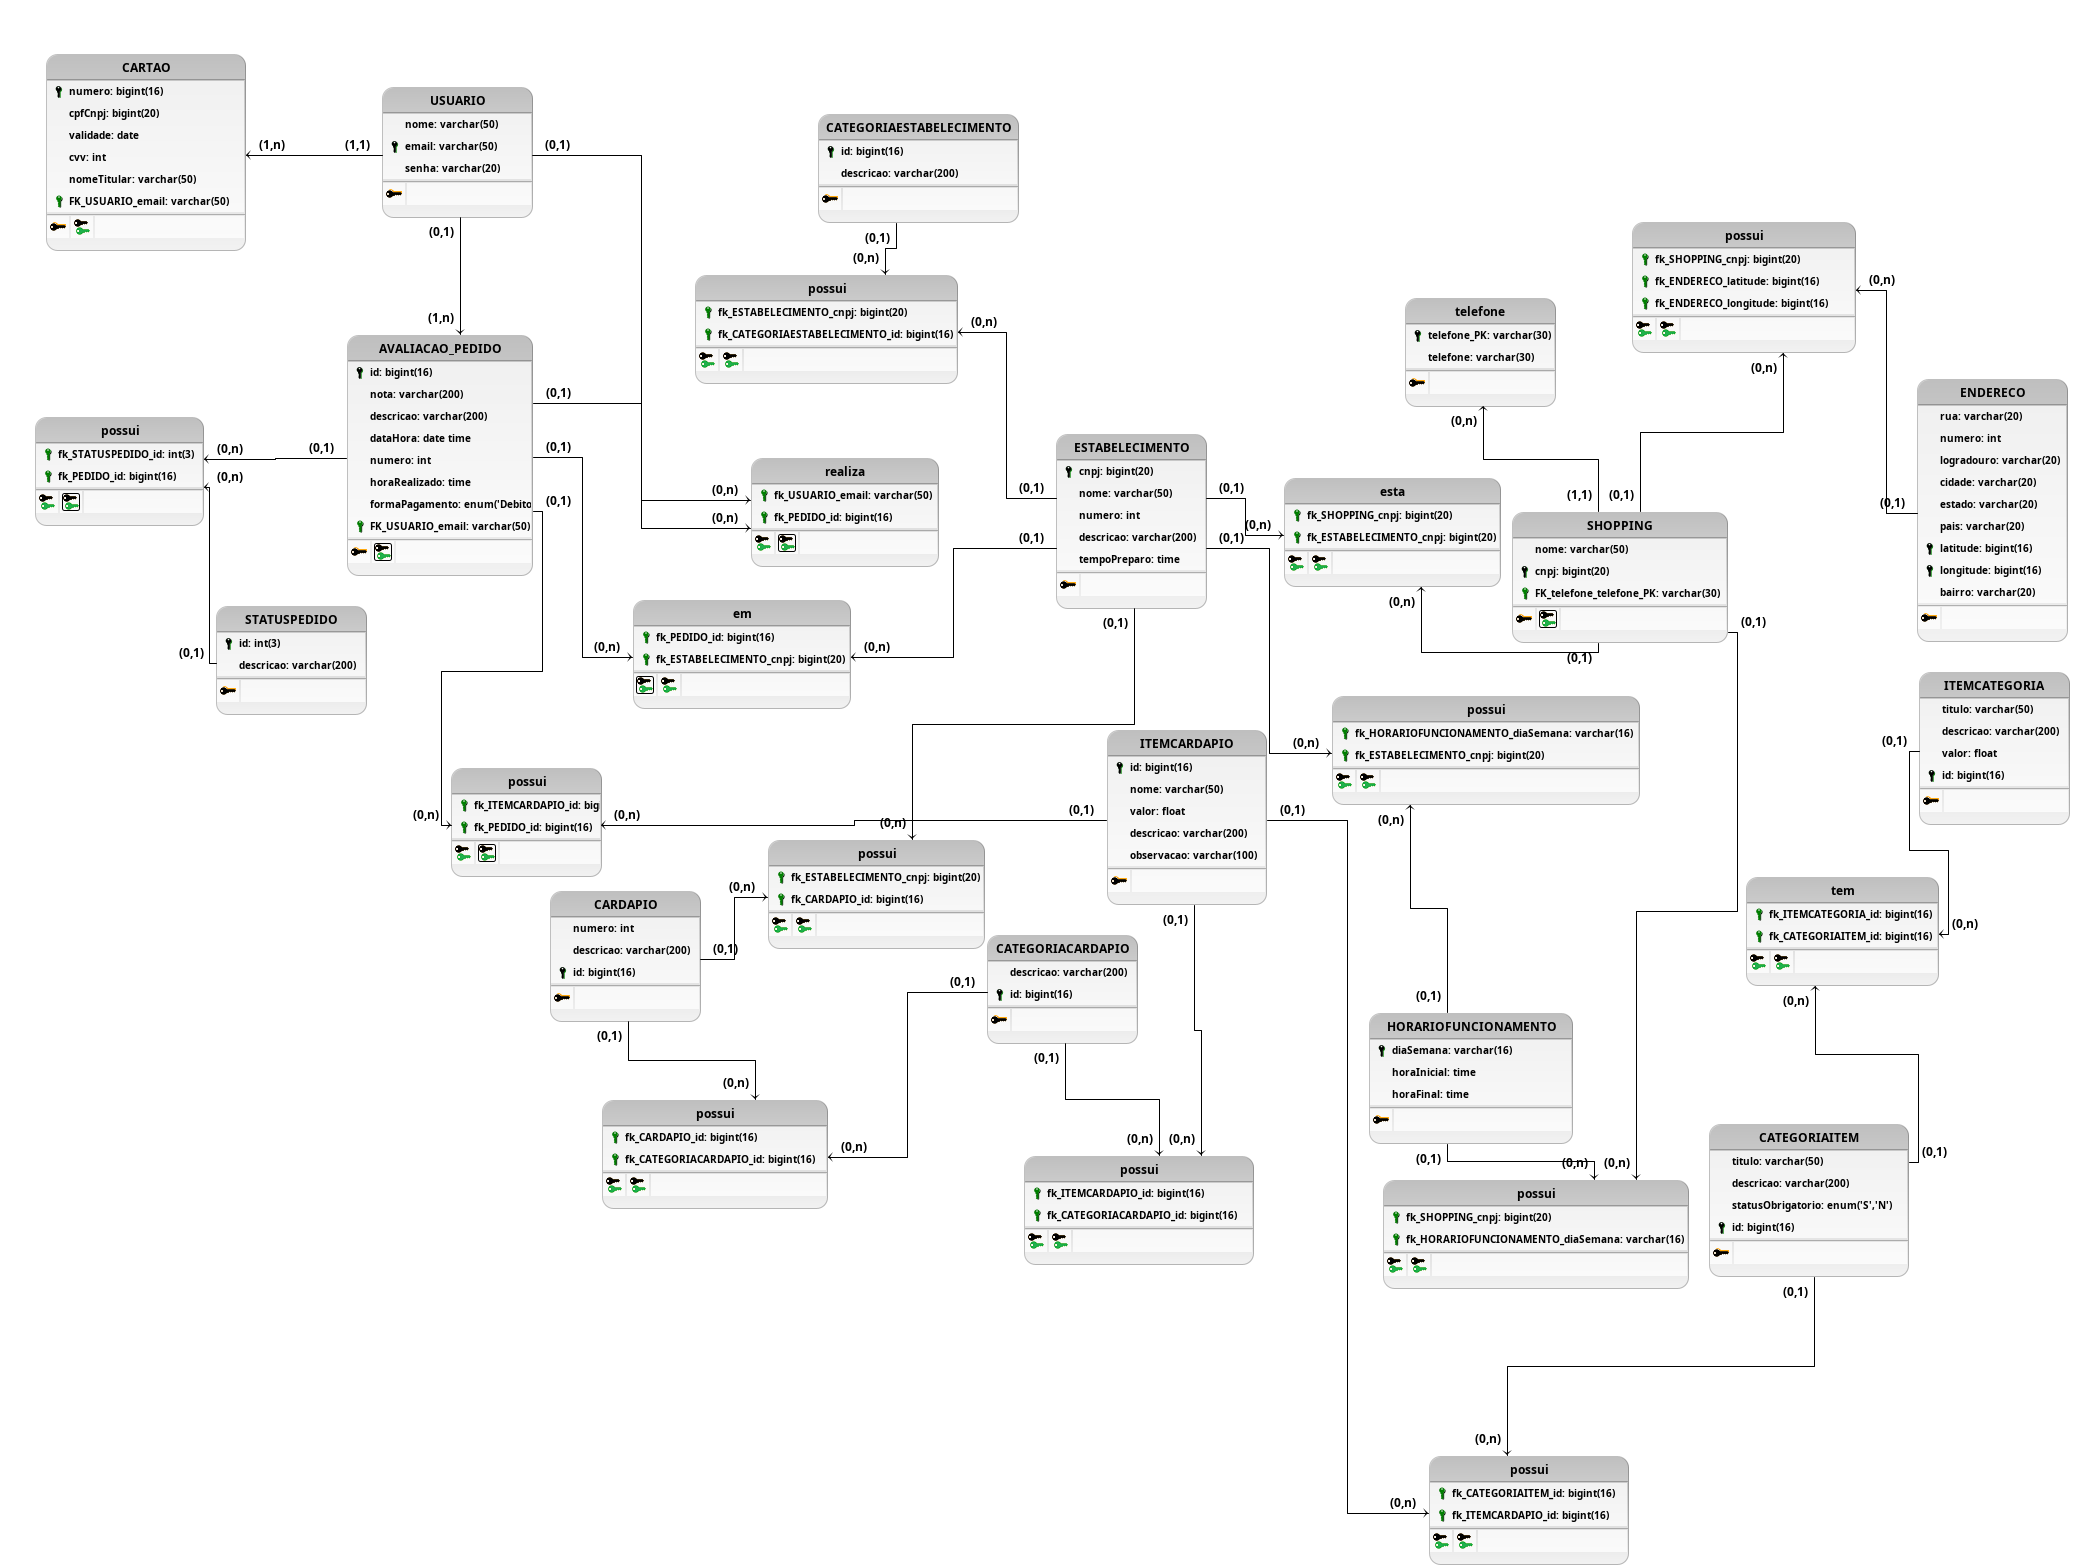 CARTAO
numero: bigint(16)
cpfCnpj: bigint(20)
validade: date
cvv: int
nomeTitular: varchar(50)
FK_USUARIO_email: varchar(50)
(1,n)
(1,1)
USUARIO
nome: varchar(50)
email: varchar(50)
senha: varchar(20)
(0,1)
(0,1)
(1,n)
CATEGORIAESTABELECIMENTO
id: bigint(16)
descricao: varchar(200)
(0,1)
(0,n)
possui
fk_ESTABELECIMENTO_cnpj: bigint(20)
fk_CATEGORIAESTABELECIMENTO_id: bigint(16)
(0,n)
possui
fk_SHOPPING_cnpj: bigint(20)
fk_ENDERECO_latitude: bigint(16)
fk_ENDERECO_longitude: bigint(16)
(0,n)
(0,n)
telefone
telefone_PK: varchar(30)
telefone: varchar(30)
(0,n)
AVALIACAO_PEDIDO
id: bigint(16)
nota: varchar(200)
descricao: varchar(200)
dataHora: date time
numero: int
horaRealizado: time
formaPagamento: enum('Debito
FK_USUARIO_email: varchar(50)
(0,1)
(0,1)
(0,1)
(0,1)
possui
fk_STATUSPEDIDO_id: int(3)
fk_PEDIDO_id: bigint(16)
(0,n)
(0,n)
ENDERECO
rua: varchar(20)
numero: int
logradouro: varchar(20)
cidade: varchar(20)
estado: varchar(20)
pais: varchar(20)
latitude: bigint(16)
longitude: bigint(16)
bairro: varchar(20)
(0,1)
ESTABELECIMENTO
cnpj: bigint(20)
nome: varchar(50)
numero: int
descricao: varchar(200)
tempoPreparo: time
(0,1)
(0,1)
(0,1)
(0,1)
(0,1)
realiza
fk_USUARIO_email: varchar(50)
fk_PEDIDO_id: bigint(16)
(0,n)
(0,n)
esta
fk_SHOPPING_cnpj: bigint(20)
fk_ESTABELECIMENTO_cnpj: bigint(20)
(0,n)
(0,n)
SHOPPING
nome: varchar(50)
cnpj: bigint(20)
FK_telefone_telefone_PK: varchar(30)
(1,1)
(0,1)
(0,1)
(0,1)
STATUSPEDIDO
id: int(3)
descricao: varchar(200)
(0,1)
em
fk_PEDIDO_id: bigint(16)
fk_ESTABELECIMENTO_cnpj: bigint(20)
(0,n)
(0,n)
ITEMCATEGORIA
titulo: varchar(50)
descricao: varchar(200)
valor: float
id: bigint(16)
(0,1)
possui
fk_HORARIOFUNCIONAMENTO_diaSemana: varchar(16)
fk_ESTABELECIMENTO_cnpj: bigint(20)
(0,n)
(0,n)
ITEMCARDAPIO
id: bigint(16)
nome: varchar(50)
valor: float
descricao: varchar(200)
observacao: varchar(100)
(0,1)
(0,1)
(0,1)
possui
fk_ITEMCARDAPIO_id: big
fk_PEDIDO_id: bigint(16)
(0,n)
(0,n)
possui
fk_ESTABELECIMENTO_cnpj: bigint(20)
fk_CARDAPIO_id: bigint(16)
(0,n)
(0,n)
CARDAPIO
numero: int
descricao: varchar(200)
id: bigint(16)
(0,1)
(0,1)
tem
fk_ITEMCATEGORIA_id: bigint(16)
fk_CATEGORIAITEM_id: bigint(16)
(0,n)
(0,n)
CATEGORIACARDAPIO
descricao: varchar(200)
id: bigint(16)
(0,1)
(0,1)
HORARIOFUNCIONAMENTO
diaSemana: varchar(16)
horaInicial: time
horaFinal: time
(0,1)
(0,1)
possui
fk_CARDAPIO_id: bigint(16)
fk_CATEGORIACARDAPIO_id: bigint(16)
(0,n)
(0,n)
CATEGORIAITEM
titulo: varchar(50)
descricao: varchar(200)
statusObrigatorio: enum('S','N')
id: bigint(16)
(0,1)
(0,1)
possui
fk_ITEMCARDAPIO_id: bigint(16)
fk_CATEGORIACARDAPIO_id: bigint(16)
(0,n)
(0,n)
possui
fk_SHOPPING_cnpj: bigint(20)
fk_HORARIOFUNCIONAMENTO_diaSemana: varchar(16)
(0,n)
(0,n)
possui
fk_CATEGORIAITEM_id: bigint(16)
fk_ITEMCARDAPIO_id: bigint(16)
(0,n)
(0,n)